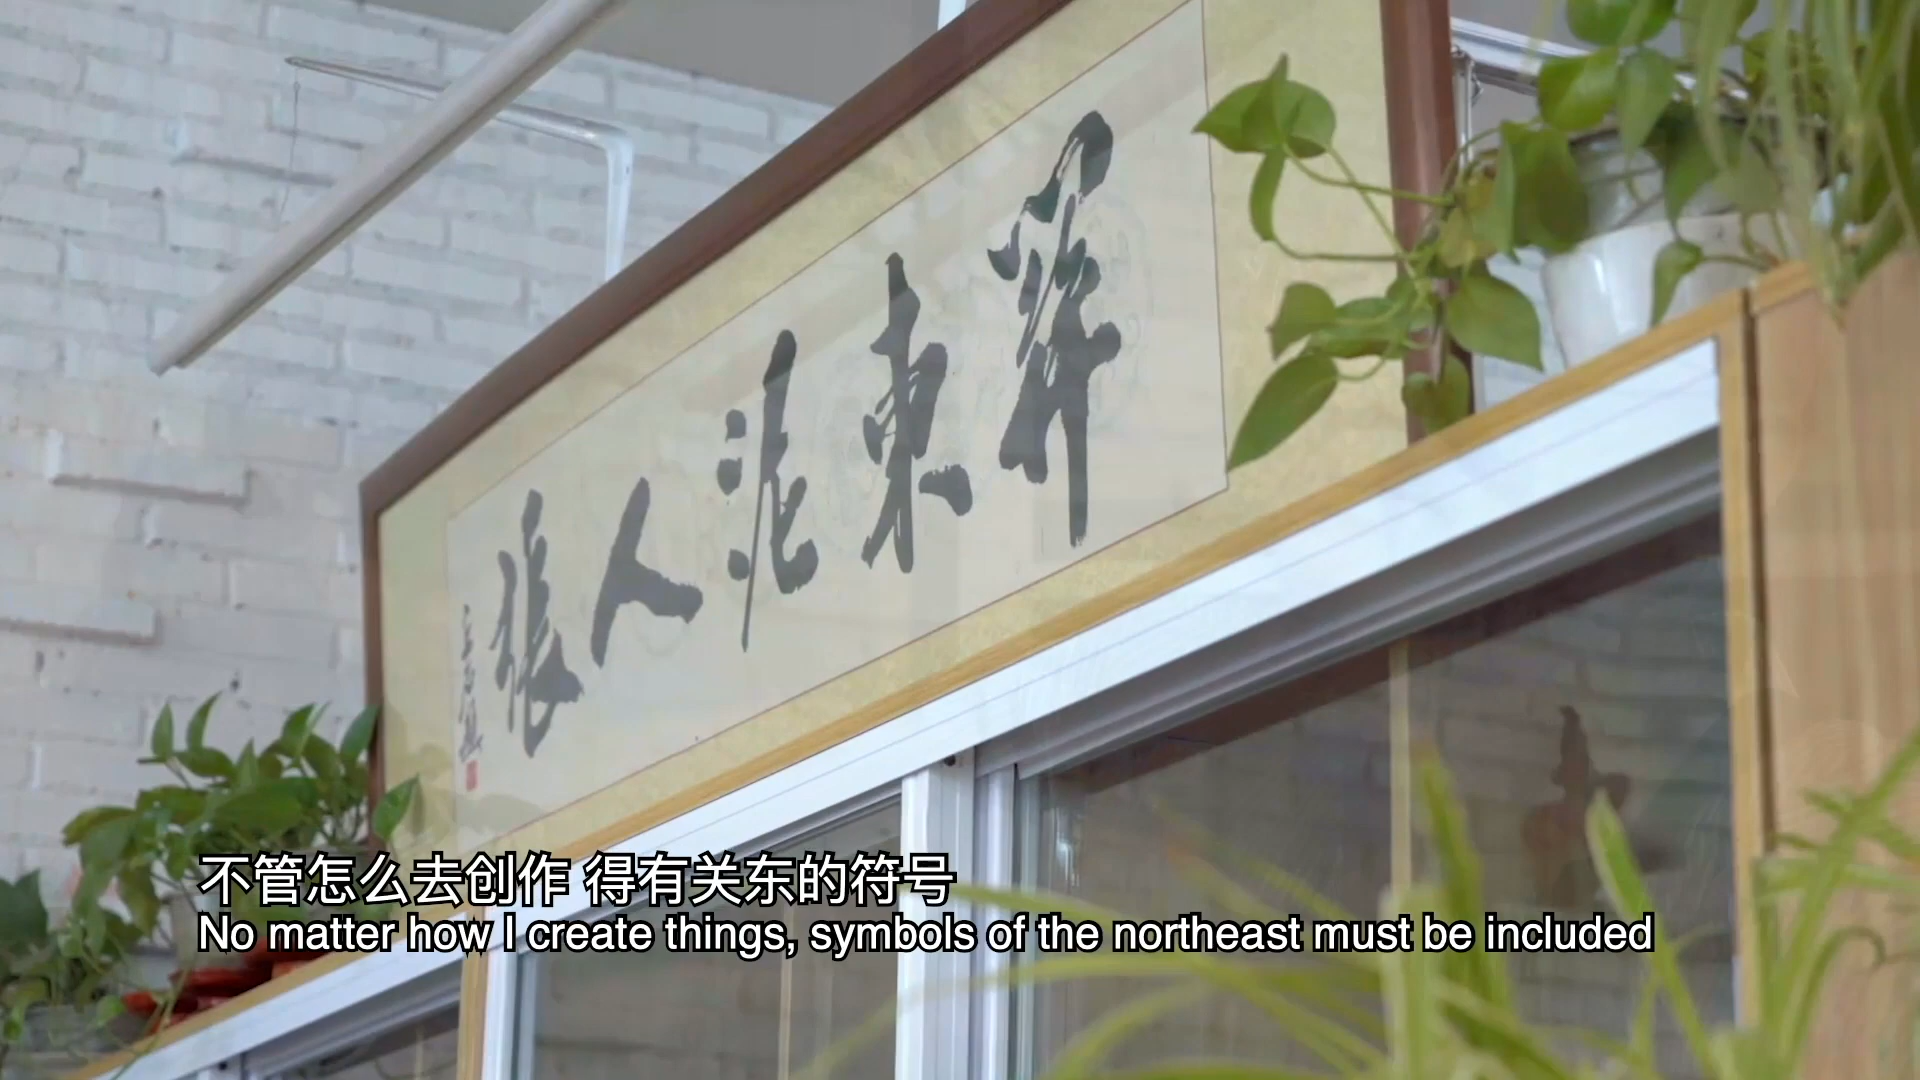 關東泥人張
不管怎么去创作 得有关东的符号
No matter how I create things, symbols of the northeast must be included